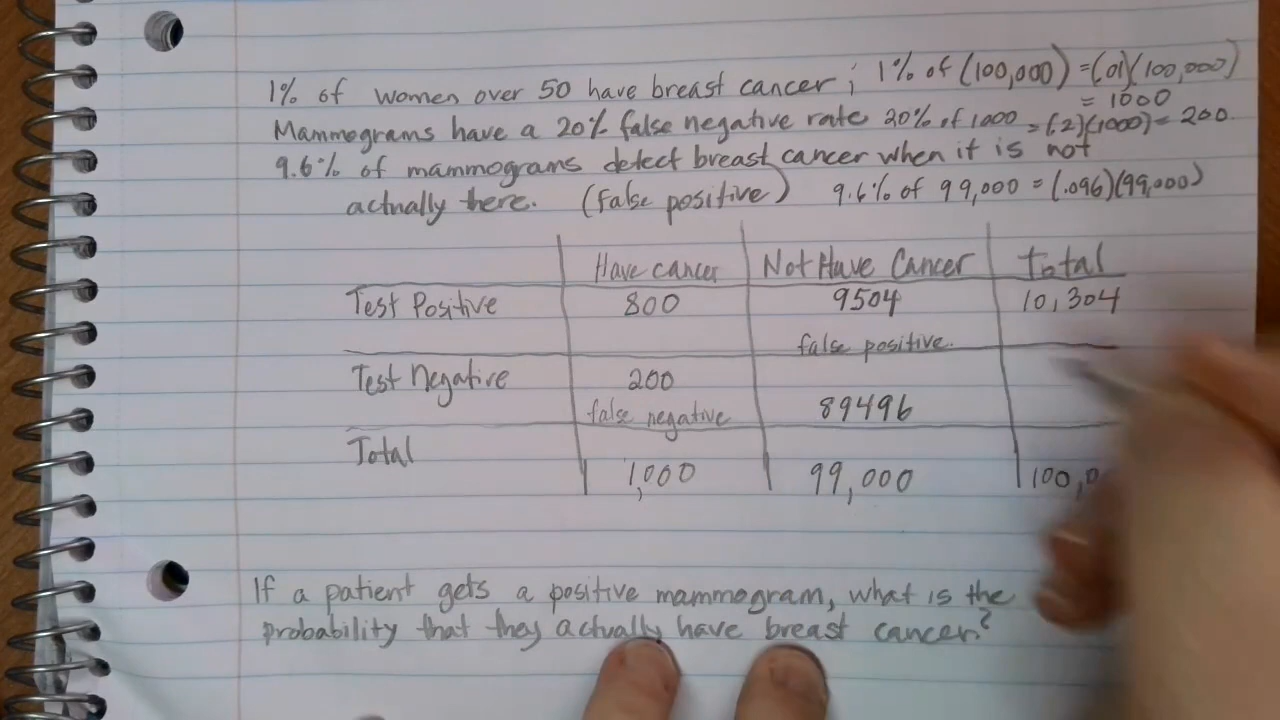 1% of women over 50 have breast cancer; 1% of (100,000) = (.01)(100,000)
= 1000
Mammograms have a 20% false negative rate 20% of 1000 = (.2)(1000) = 200.
9.6% of mammograms detect breast cancer when it is not
actually there. (false positive) 9.6% of 99,000 = (.096)(99,000)
Have cancer Not Have Cancer Total
Test Positive 800 9504 10,304
false positive.
Test Negative 200
false negative 89496
Total
1,000 99,000 100,0
If a patient gets a positive mammogram, what is the
probability that they actually have breast cancer?